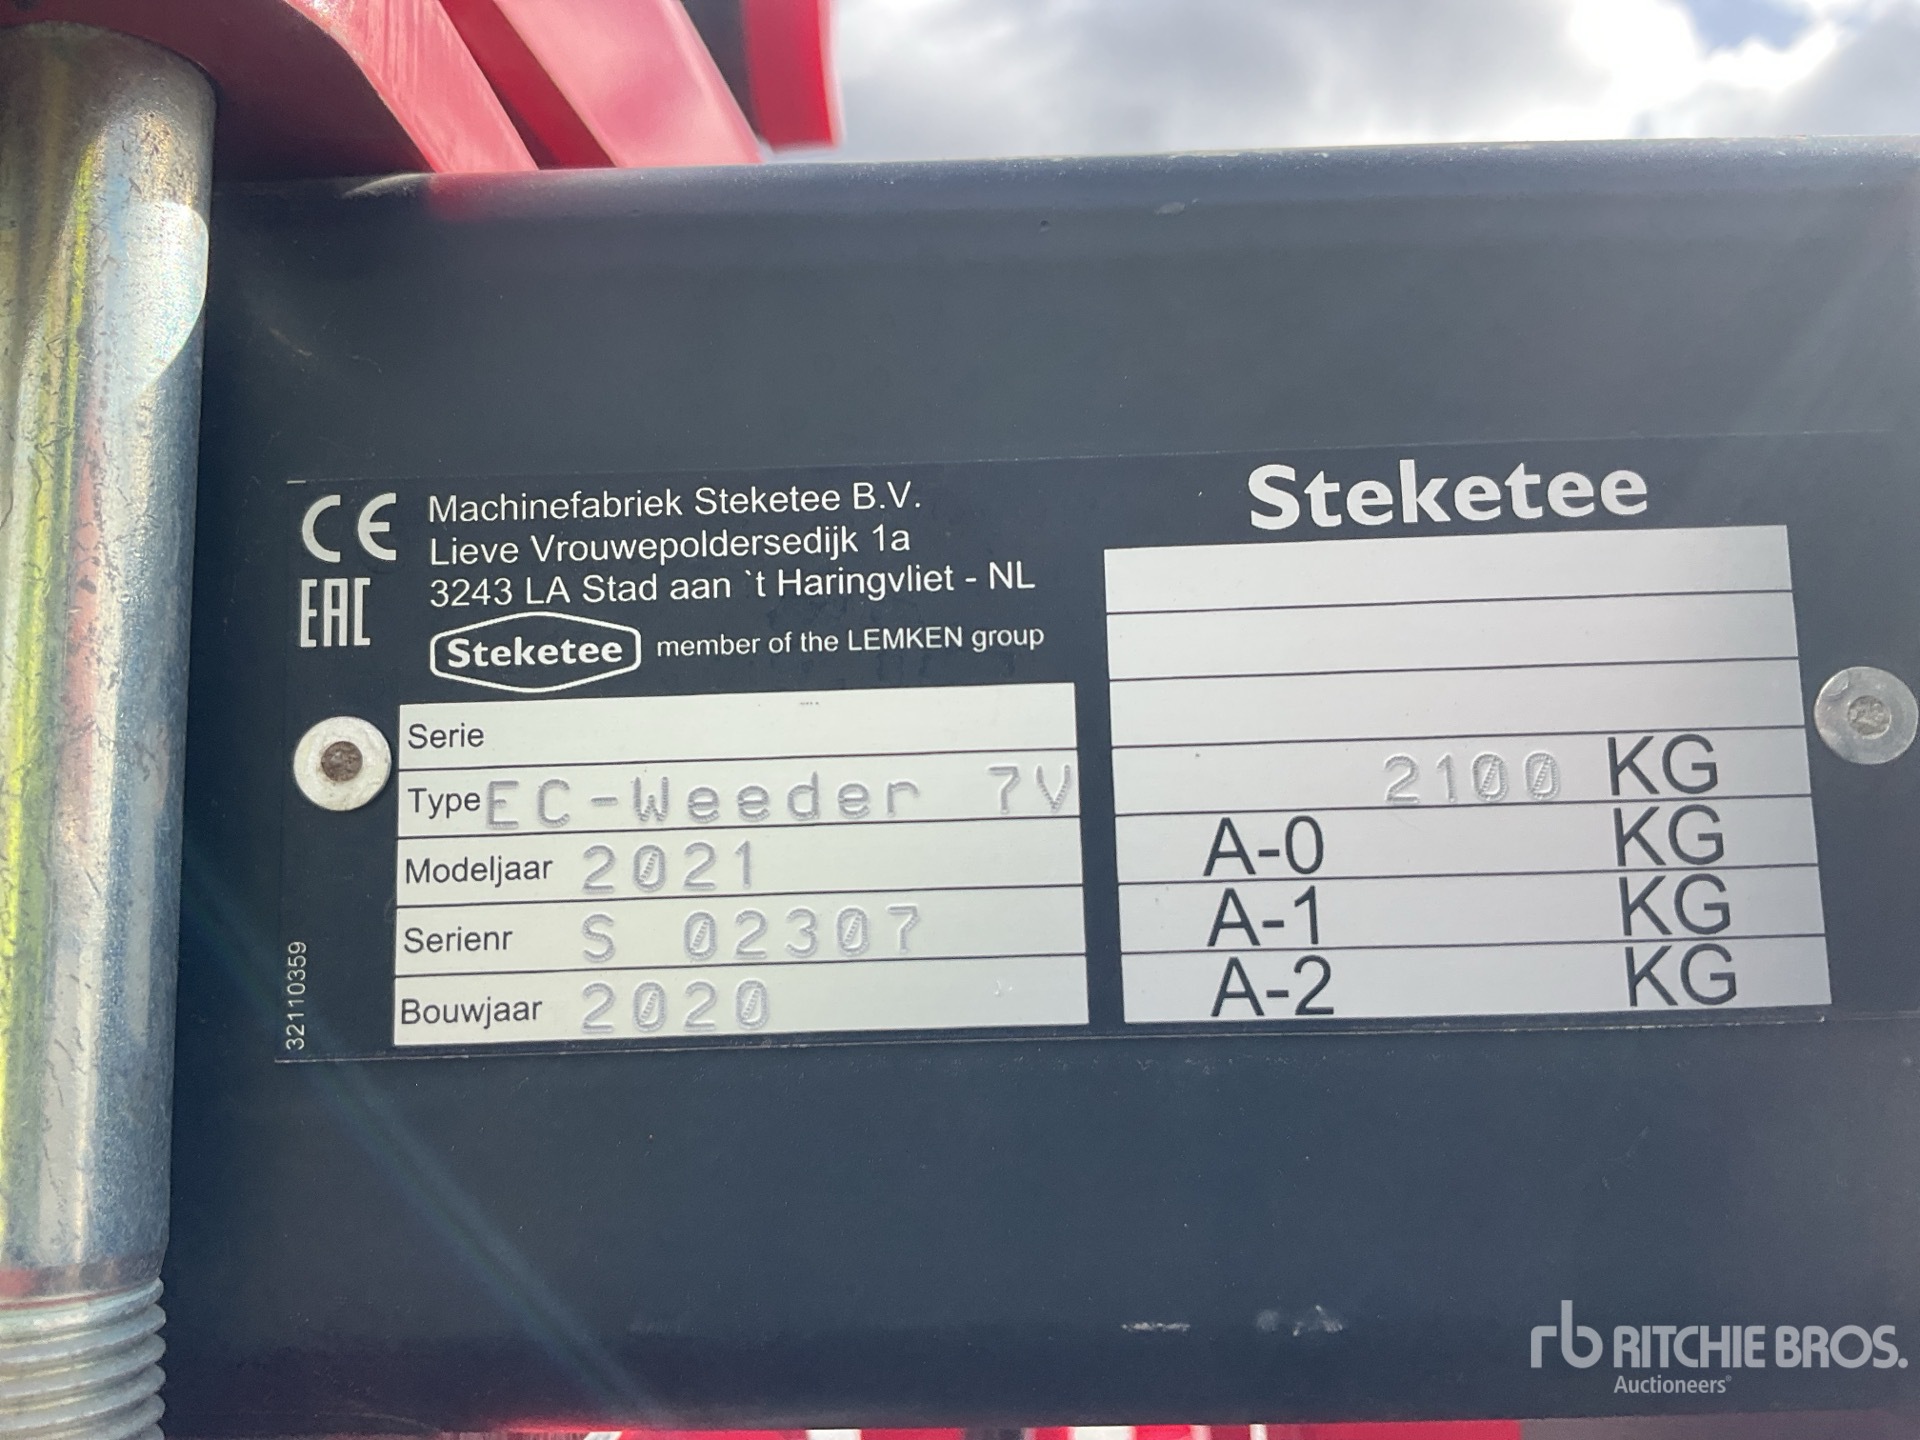 CE
EAC
Machinefabriek Steketee B.V.
Lieve Vrouwepoldersedijk 1a
3243 LA Stad aan `t Haringvliet - NL
Steketee member of the LEMKEN group
Serie
Type EC-Weeder 7V
Modeljaar 2021
Serienr S 02307
Bouwjaar 2020
32110359
Steketee
2100 KG
A-0 KG
A-1 KG
A-2 KG
rb RITCHIE BROS.
Auctioneers